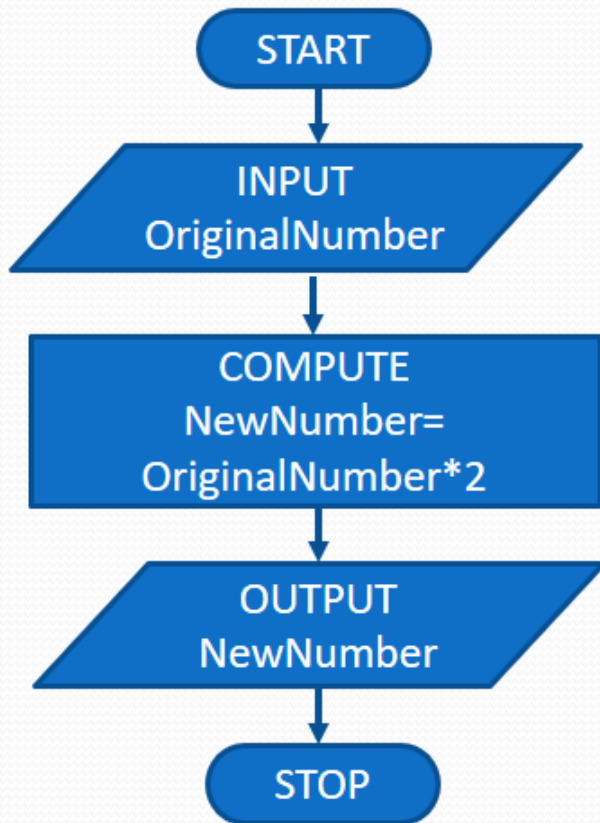 START
INPUT
OriginalNumber
COMPUTE
NewNumber=
OriginalNumber*2
OUTPUT
NewNumber
STOP